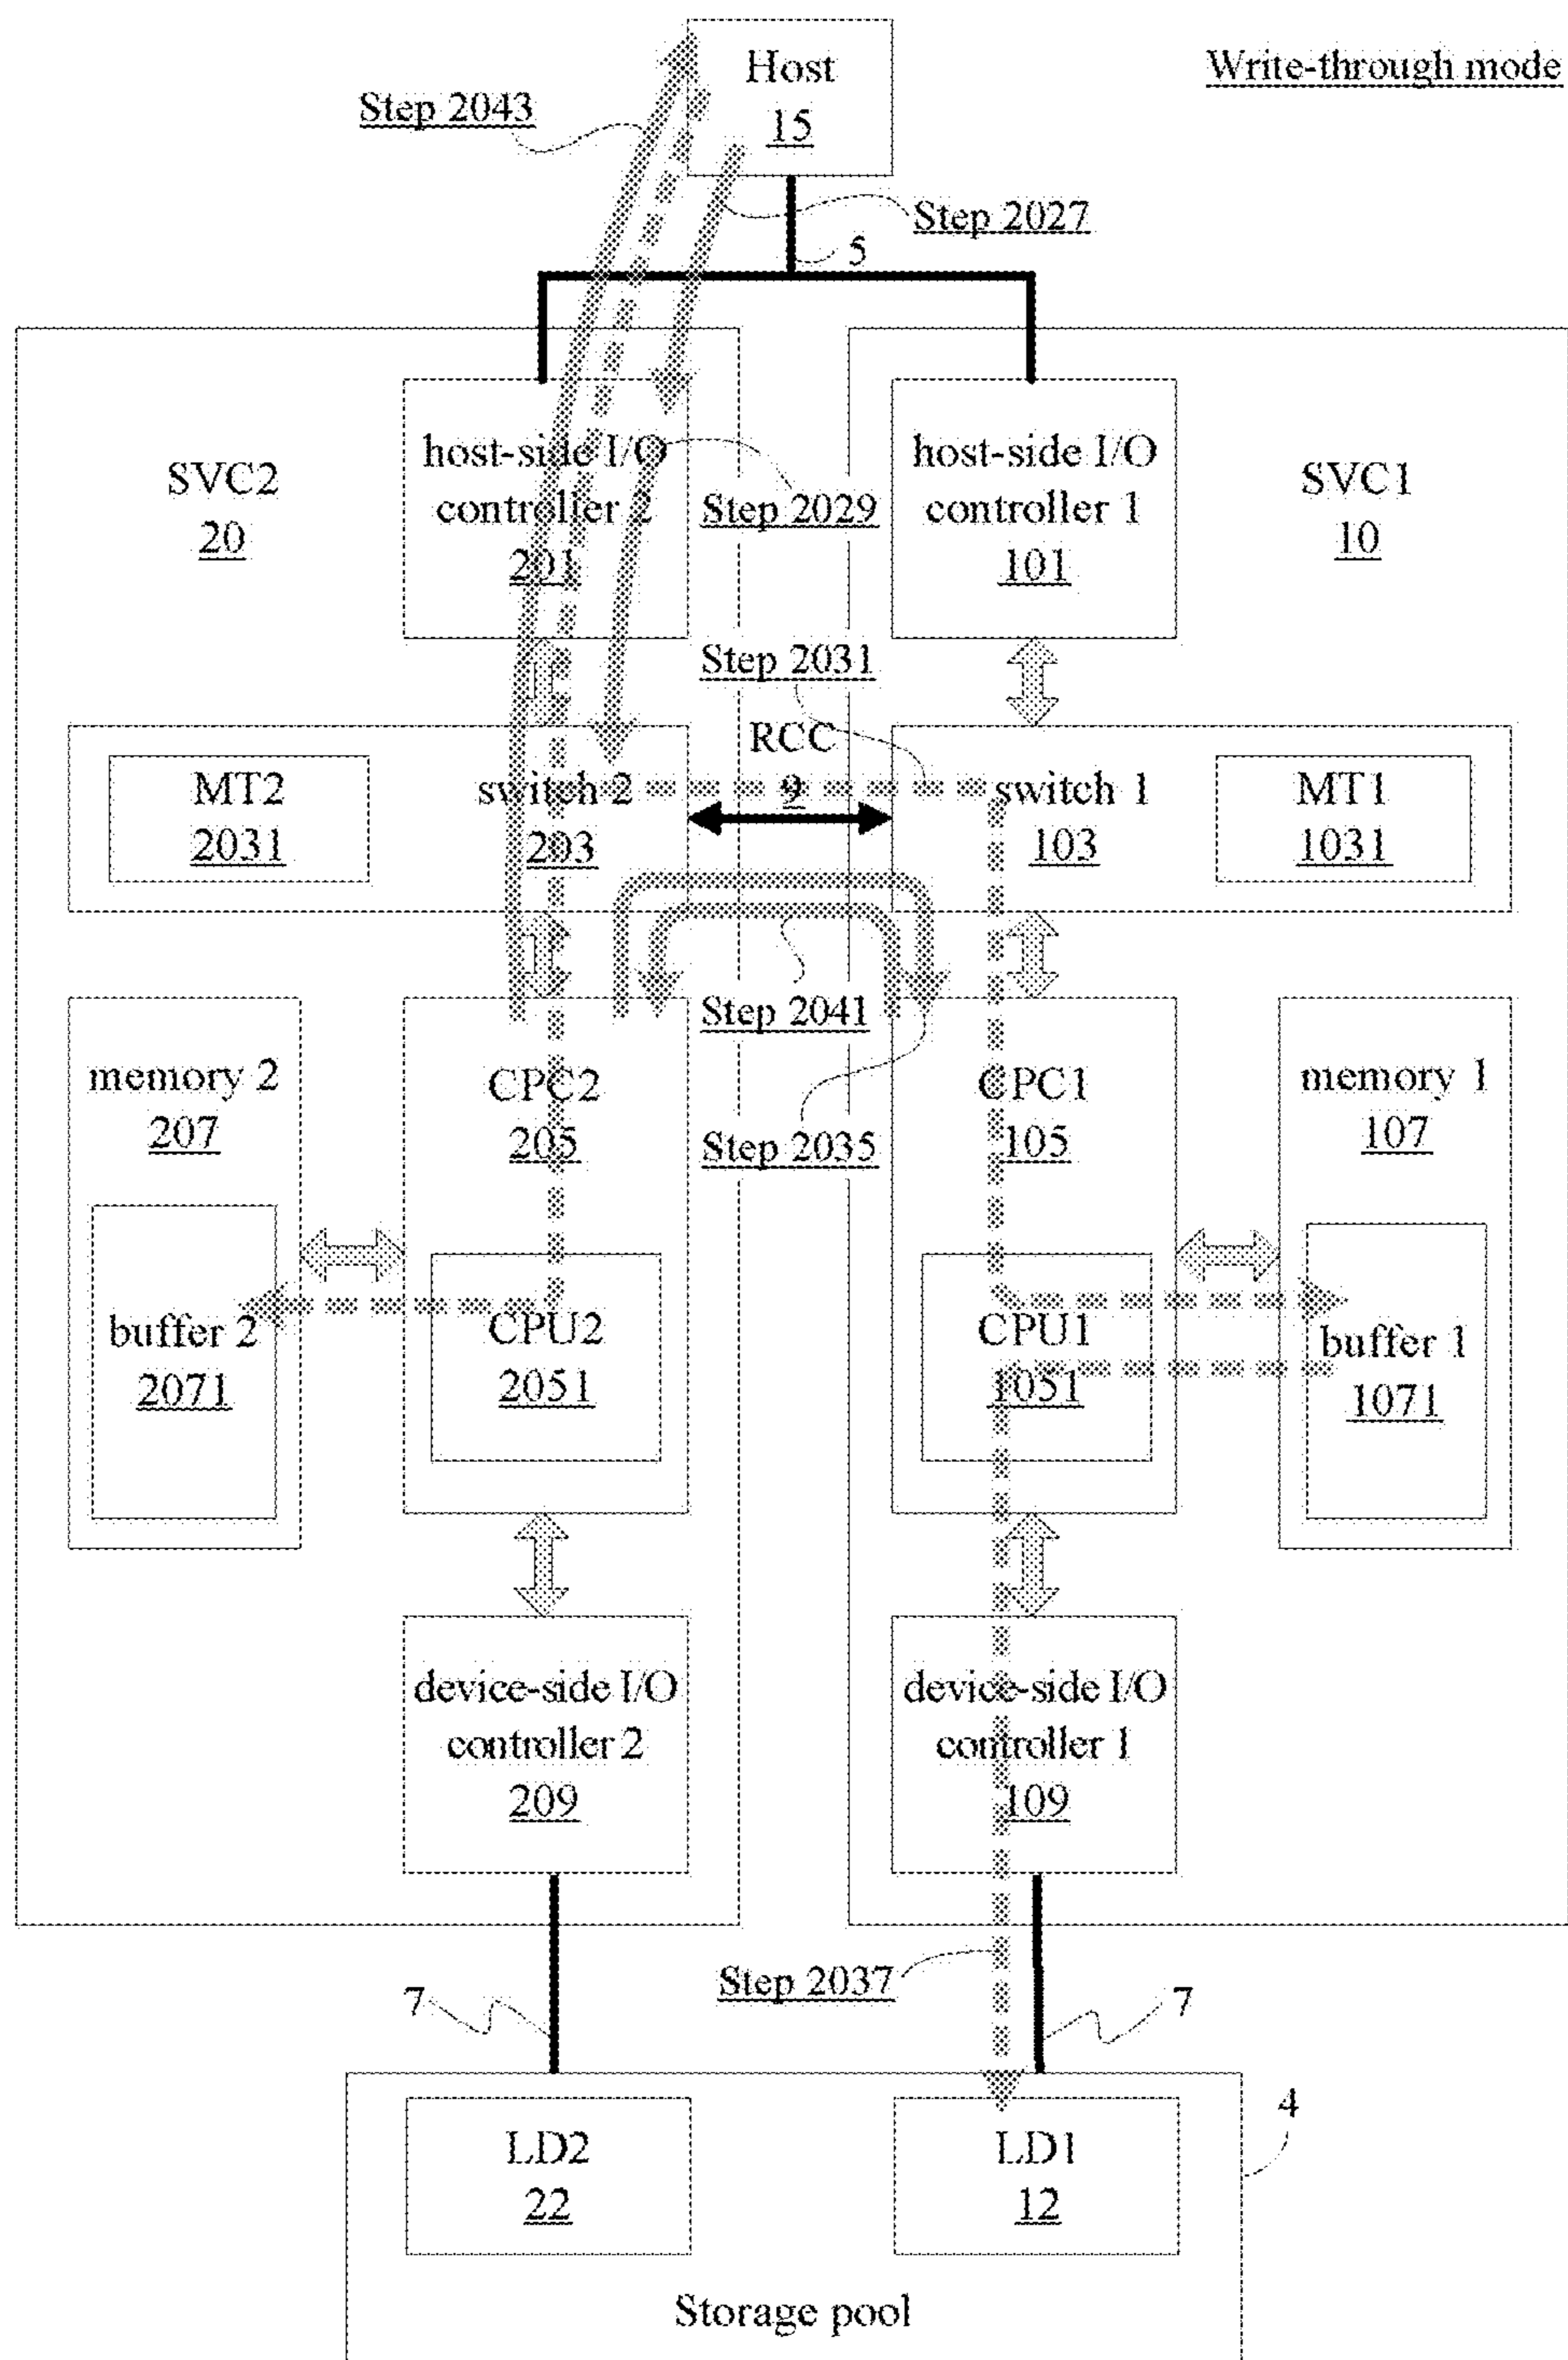 Host
15
Write-through mode
Step 2043
Step 2027
5
SVC2
20
host-side I/O
controller 2
201
Step 2029
host-side I/O
controller 1
101
SVC1
10
Step 2031
RCC
9
MT2
2031
switch 2
203
switch 1
103
MT1
1031
Step 2041
Step 2035
memory 2
207
buffer 2
2071
CPC2
205
CPU2
2051
CPC1
105
CPU1
1051
memory 1
107
buffer 1
1071
device-side I/O
controller 2
209
device-side I/O
controller 1
109
Step 2037
7
7
4
LD2
22
LD1
12
Storage pool